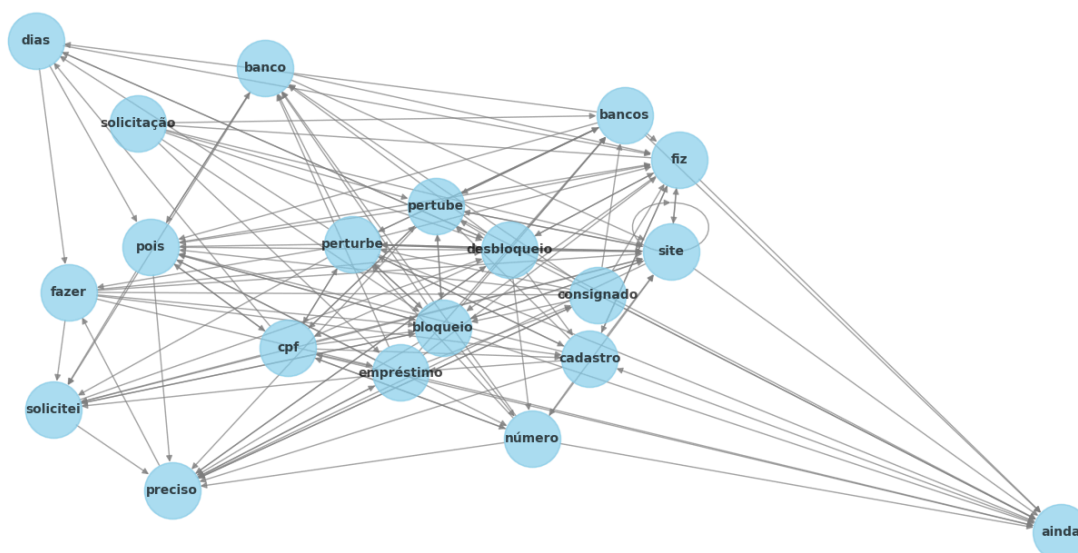 dias
banco
bancos
solicitação
fiz
pertube
perturbe
pois
desbloqueio
site
fazer
consignado
bloqueio
cpf
cadastro
empréstimo
solicitei
número
preciso
ainda